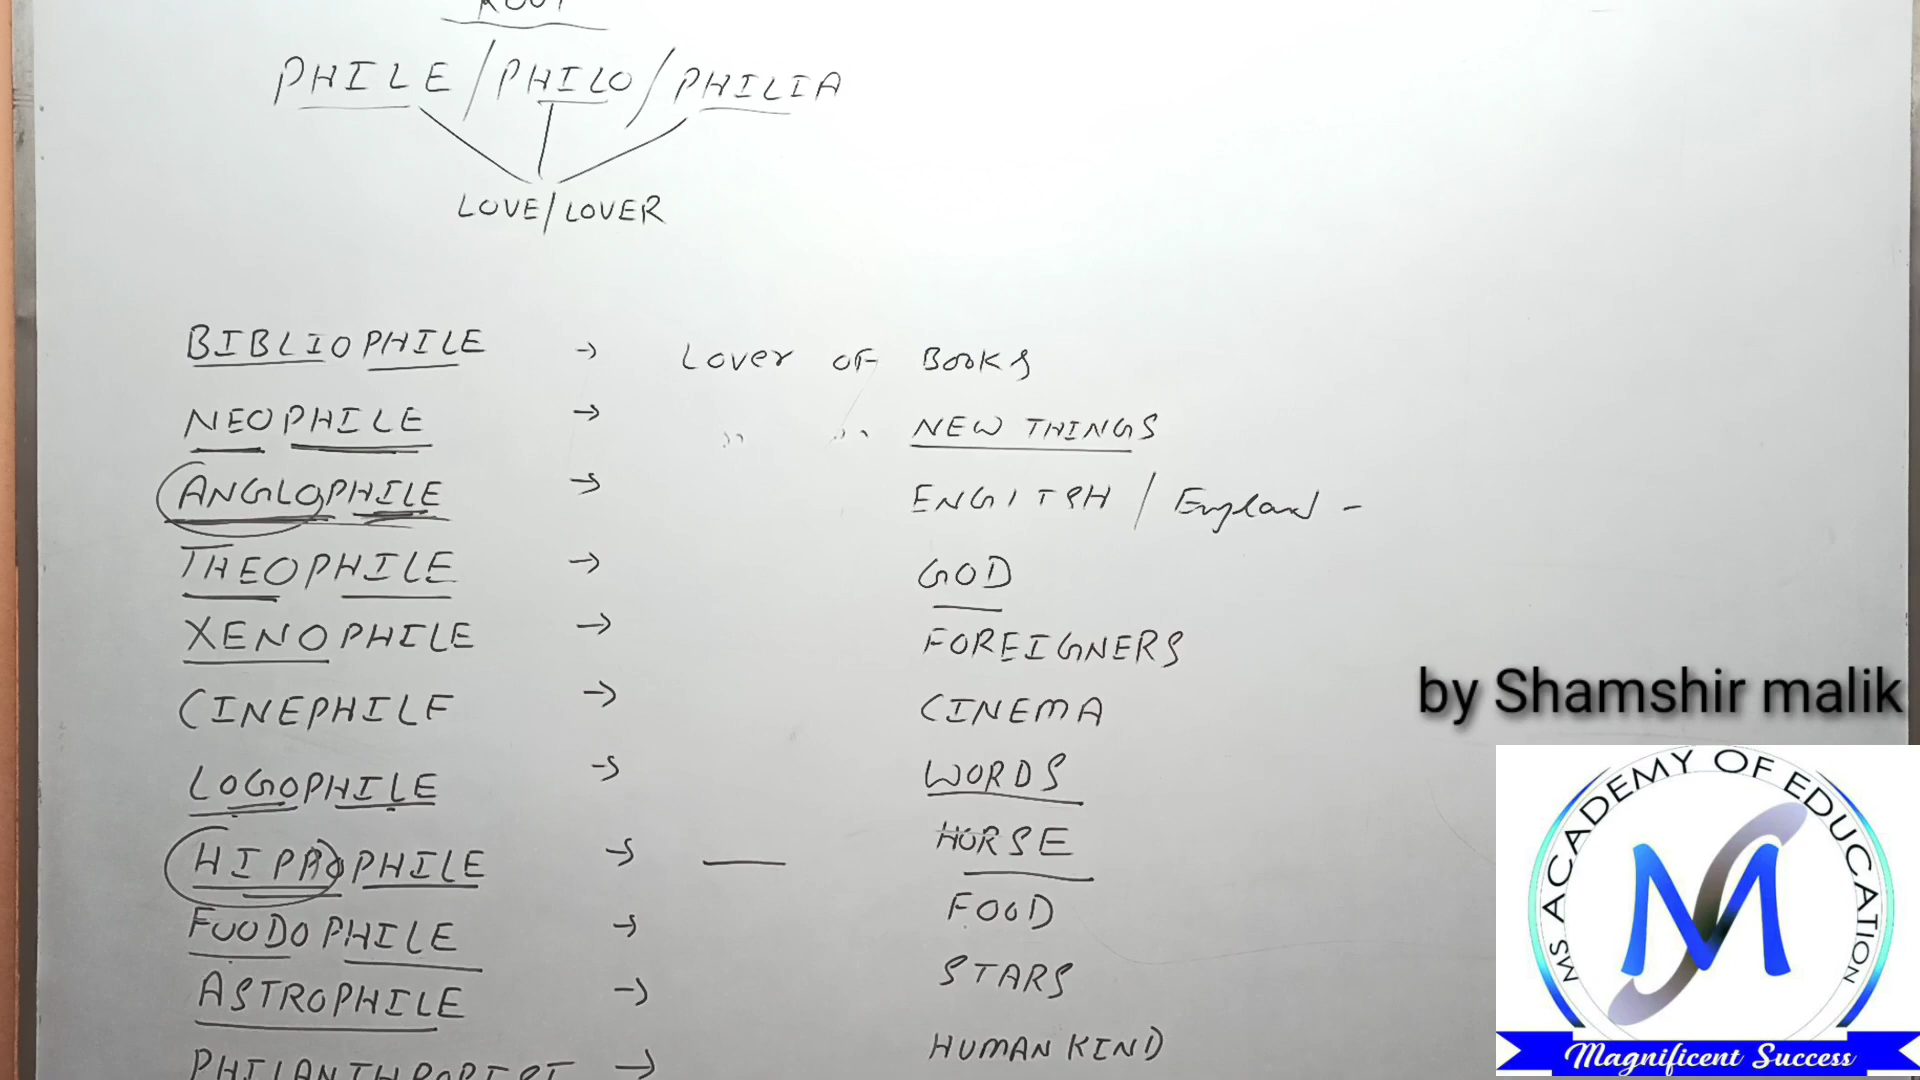 ROOT
PHILE / PHILO / PHILIA
LOVE / LOVER
BIBLIOPHILE → Lover OF BOOKS
NEOPHILE → " " NEW THINGS
ANGLOPHILE → ENGLISH / England -
THEOPHILE → GOD
XENOPHILE → FOREIGNERS
CINEPHILE → CINEMA
LOGOPHILE → WORDS
HIPPOPHILE → — HORSE
FOODOPHILE → FOOD
ASTROPHILE → STARS
PHILANTHROPIST → HUMAN KIND
by Shamshir malik
MS ACADEMY OF EDUCATION
M
Magnificent Success